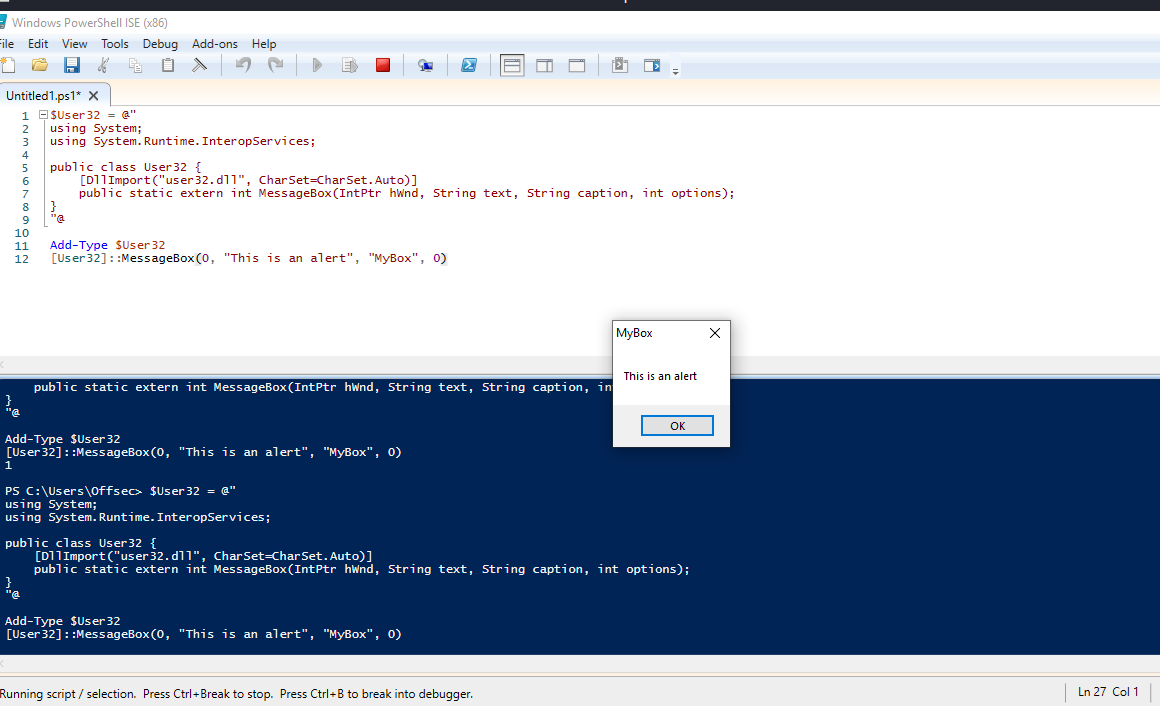 Windows PowerShell ISE (x86)
File Edit View Tools Debug Add-ons Help
Untitled1.ps1*
1 $User32 = @"
2 using System;
3 using System.Runtime.InteropServices;
4
5 public class User32 {
6 [DllImport("user32.dll", CharSet=CharSet.Auto)]
7 public static extern int MessageBox(IntPtr hWnd, String text, String caption, int options);
8 }
9 "@
10
11 Add-Type $User32
12 [User32]::MessageBox(0, "This is an alert", "MyBox", 0)
MyBox
This is an alert
OK
public static extern int MessageBox(IntPtr hWnd, String text, String caption, in
}
"@
Add-Type $User32
[User32]::MessageBox(0, "This is an alert", "MyBox", 0)
1
PS C:\Users\Offsec> $User32 = @"
using System;
using System.Runtime.InteropServices;
public class User32 {
[DllImport("user32.dll", CharSet=CharSet.Auto)]
public static extern int MessageBox(IntPtr hWnd, String text, String caption, int options);
}
"@
Add-Type $User32
[User32]::MessageBox(0, "This is an alert", "MyBox", 0)
Running script / selection. Press Ctrl+Break to stop. Press Ctrl+B to break into debugger.
Ln 27 Col 1